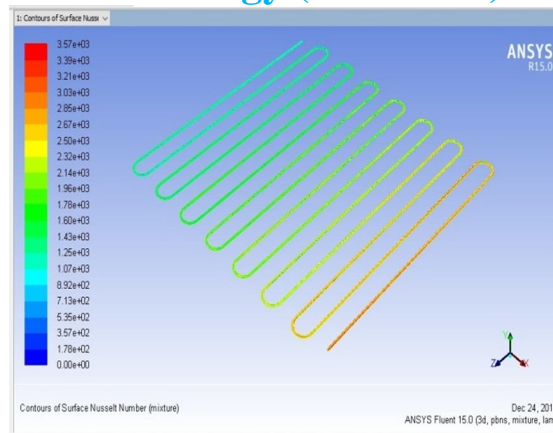 1: Contours of Surface Nusse
3.57e+03
3.39e+03
3.21e+03
3.03e+03
2.85e+03
2.67e+03
2.50e+03
2.32e+03
2.14e+03
1.96e+03
1.78e+03
1.60e+03
1.43e+03
1.25e+03
1.07e+03
8.92e+02
7.13e+02
5.35e+02
3.57e+02
1.78e+02
0.00e+00
ANSYS
R15.0
Y
Z X
Contours of Surface Nusselt Number (mixture)
Dec 24, 201
ANSYS Fluent 15.0 (3d, pbns, mixture, lam